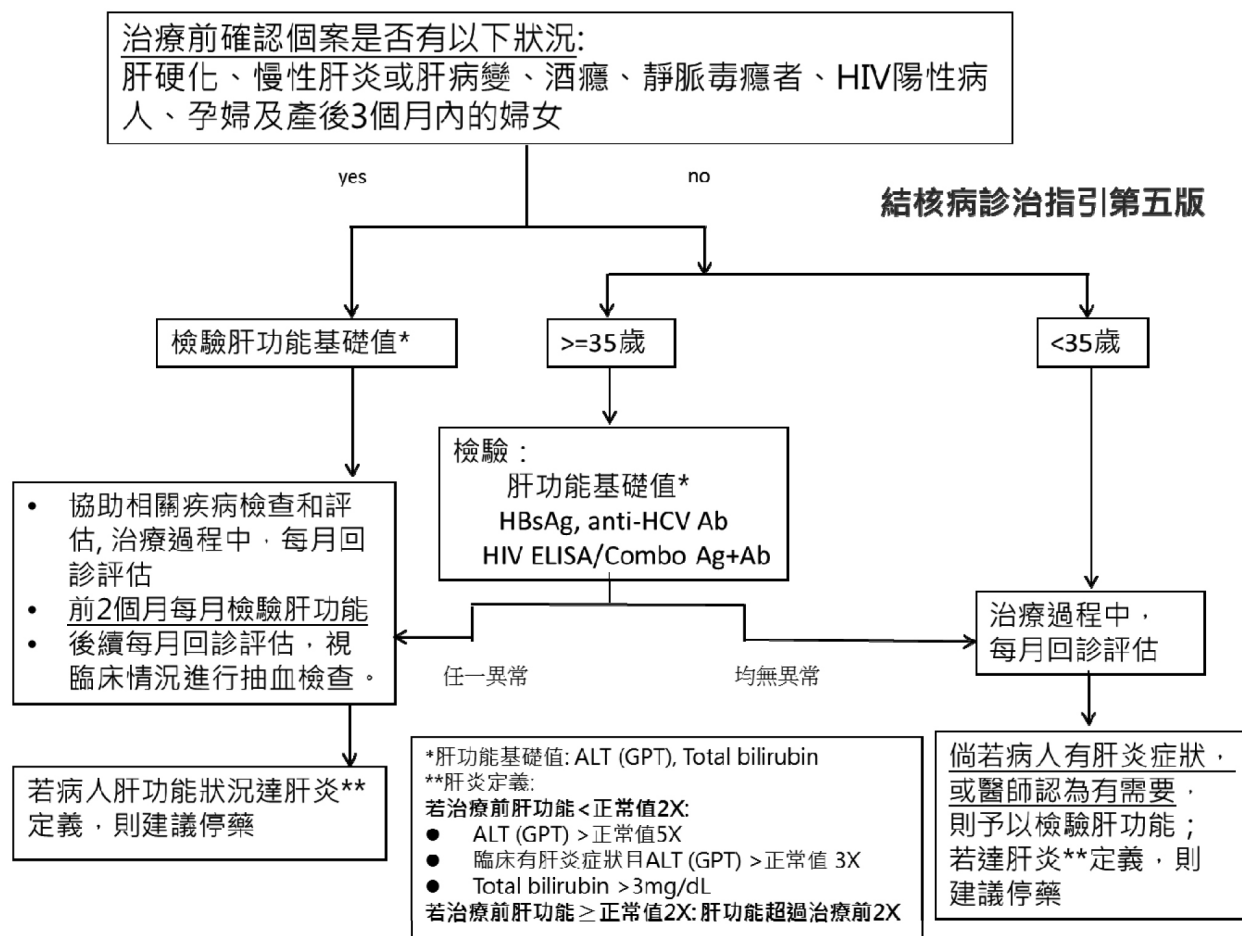 治療前確認個案是否有以下狀況:
肝硬化、慢性肝炎或肝病變、酒癮、靜脈毒癮者、HIV陽性病
人、孕婦及產後3個月內的婦女
yes
no
結核病診治指引第五版
檢驗肝功能基礎值*
>=35歲
<35歲
檢驗：
肝功能基礎值*
HBsAg, anti-HCV Ab
HIV ELISA/Combo Ag+Ab
• 協助相關疾病檢查和評
估, 治療過程中，每月回
診評估
• 前2個月每月檢驗肝功能
• 後續每月回診評估，視
臨床情況進行抽血檢查。
任一異常
均無異常
治療過程中，
每月回診評估
若病人肝功能狀況達肝炎**
定義，則建議停藥
*肝功能基礎值: ALT (GPT), Total bilirubin
**肝炎定義:
若治療前肝功能<正常值2X:
● ALT (GPT) >正常值5X
● 臨床有肝炎症狀且ALT (GPT) >正常值 3X
● Total bilirubin >3mg/dL
若治療前肝功能≥正常值2X: 肝功能超過治療前2X
倘若病人有肝炎症狀，
或醫師認為有需要，
則予以檢驗肝功能；
若達肝炎**定義，則
建議停藥